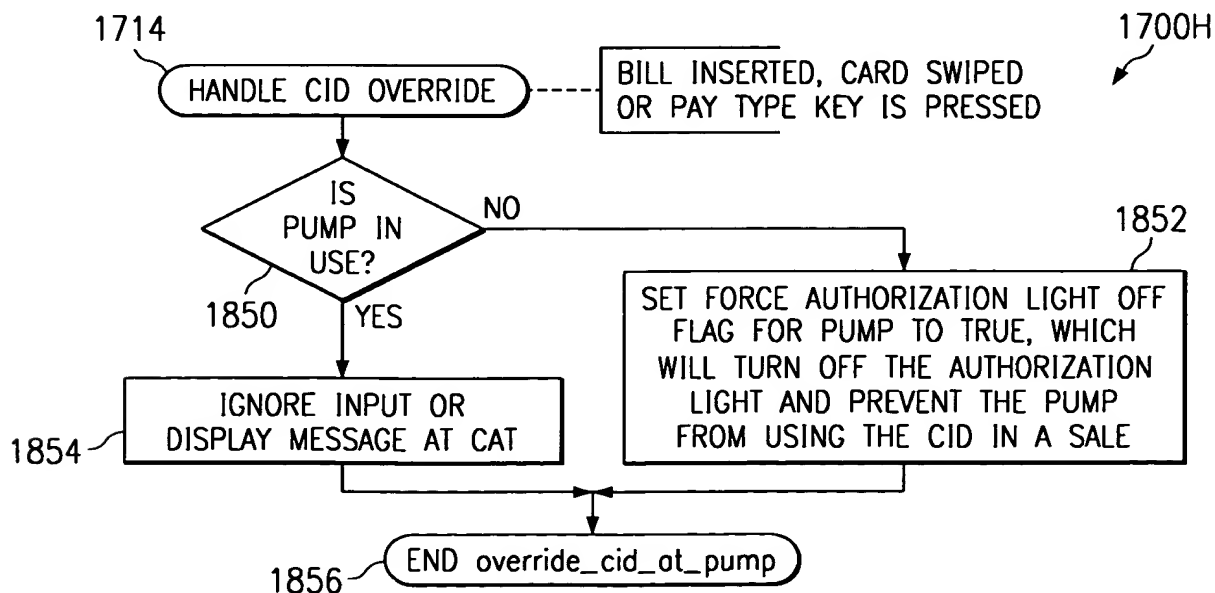 1714
1700H
HANDLE CID OVERRIDE
BILL INSERTED, CARD SWIPED
OR PAY TYPE KEY IS PRESSED
IS
PUMP IN
USE?
NO
1850
YES
1852
SET FORCE AUTHORIZATION LIGHT OFF
FLAG FOR PUMP TO TRUE, WHICH
WILL TURN OFF THE AUTHORIZATION
LIGHT AND PREVENT THE PUMP
FROM USING THE CID IN A SALE
IGNORE INPUT OR
DISPLAY MESSAGE AT CAT
1854
END override_cid_at_pump
1856